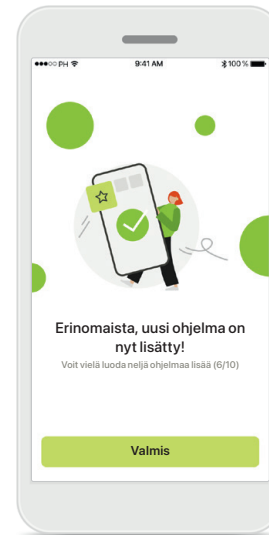 PH 9:41 AM 100 %
Erinomaista, uusi ohjelma on
nyt lisätty!
Voit vielä luoda neljä ohjelmaa lisää (6/10)
Valmis